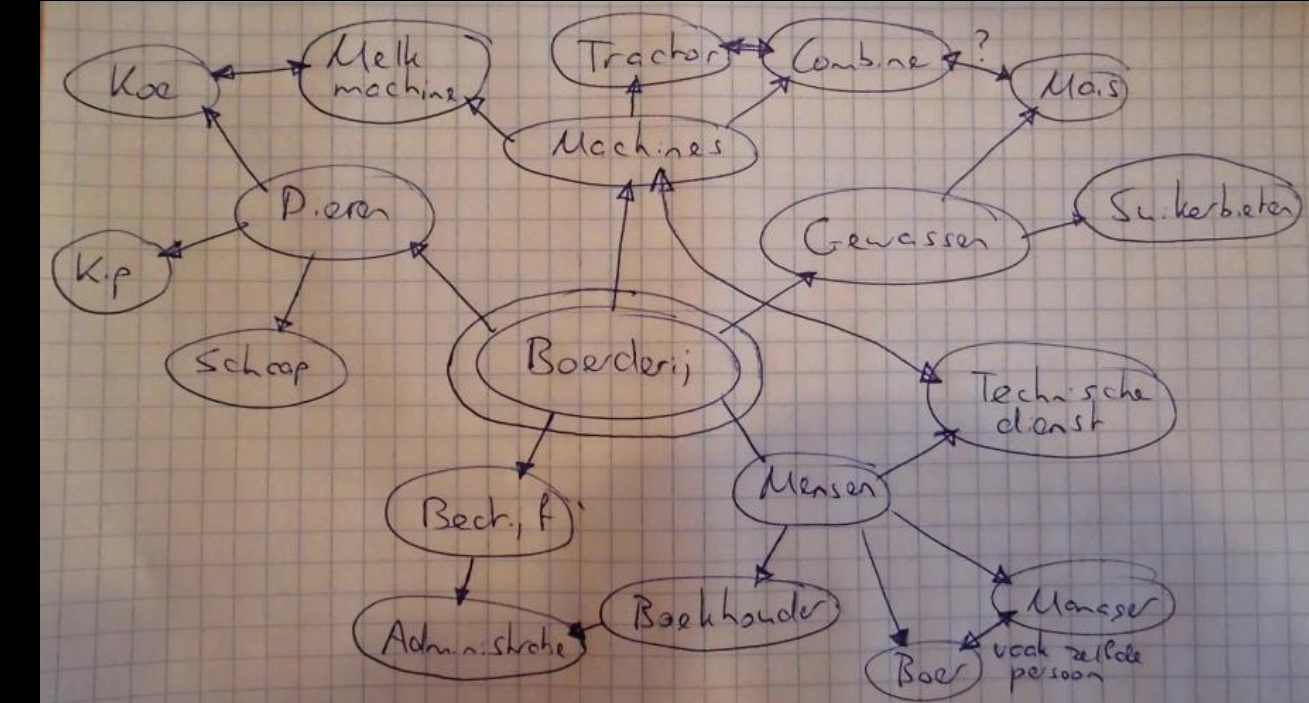 Koe
Melk
machine
Tractor
Combine
?
Mais
Machines
Dieren
Gewassen
Suikerbieten
Kip
Schaap
Boerderij
Technische
dienst
Mensen
Bedrijf
Boekhouder
Manager
Administratie
Boer
vaak zelfde
persoon